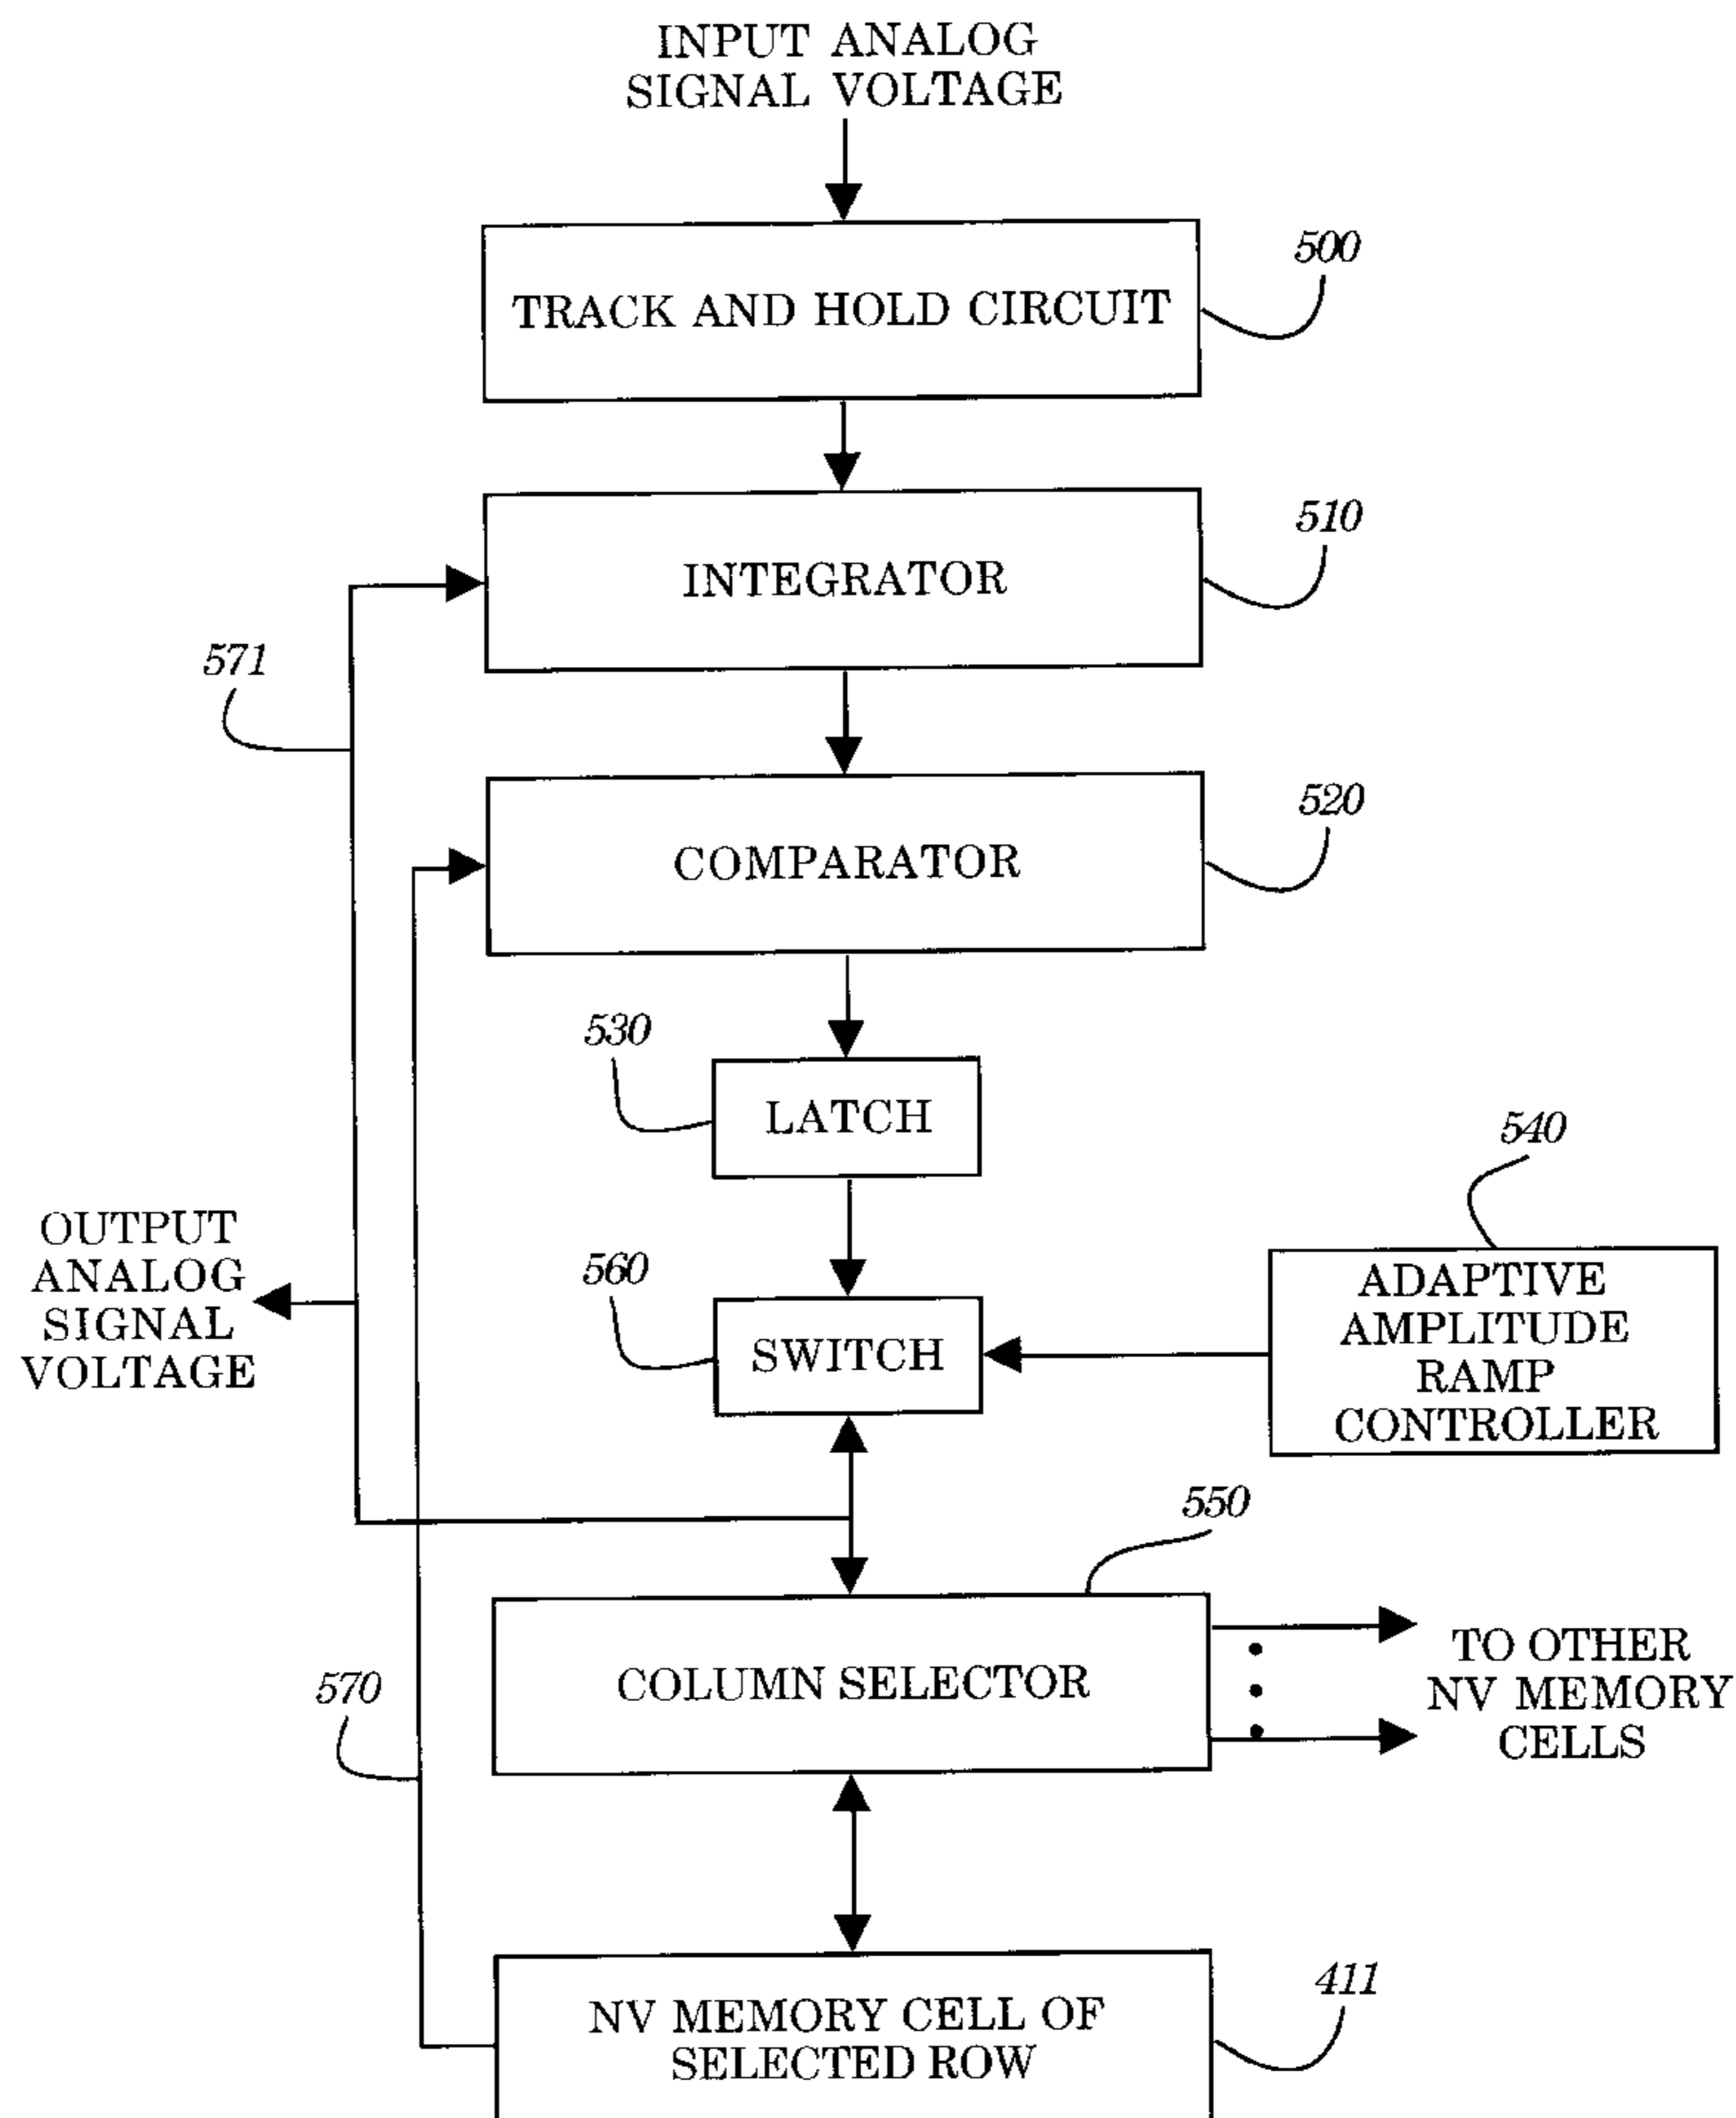 INPUT ANALOG
SIGNAL VOLTAGE
500
TRACK AND HOLD CIRCUIT
510
INTEGRATOR
571
520
COMPARATOR
530
LATCH
540
OUTPUT
ANALOG
SIGNAL
VOLTAGE
560
SWITCH
ADAPTIVE
AMPLITUDE
RAMP
CONTROLLER
550
COLUMN SELECTOR
TO OTHER
NV MEMORY
CELLS
570
411
NV MEMORY CELL OF
SELECTED ROW